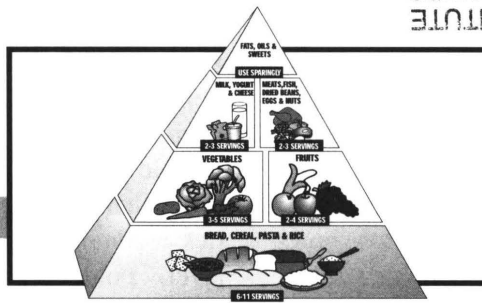 TITUTE
FATS, OILS &
SWEETS
USE SPARINGLY
MILK, YOGURT
& CHEESE
2-3 SERVINGS
MEATS,FISH,
DRIED BEANS,
EGGS & NUTS
2-3 SERVINGS
VEGETABLES
3-5 SERVINGS
FRUITS
2-4 SERVINGS
BREAD, CEREAL, PASTA & RICE
6-11 SERVINGS